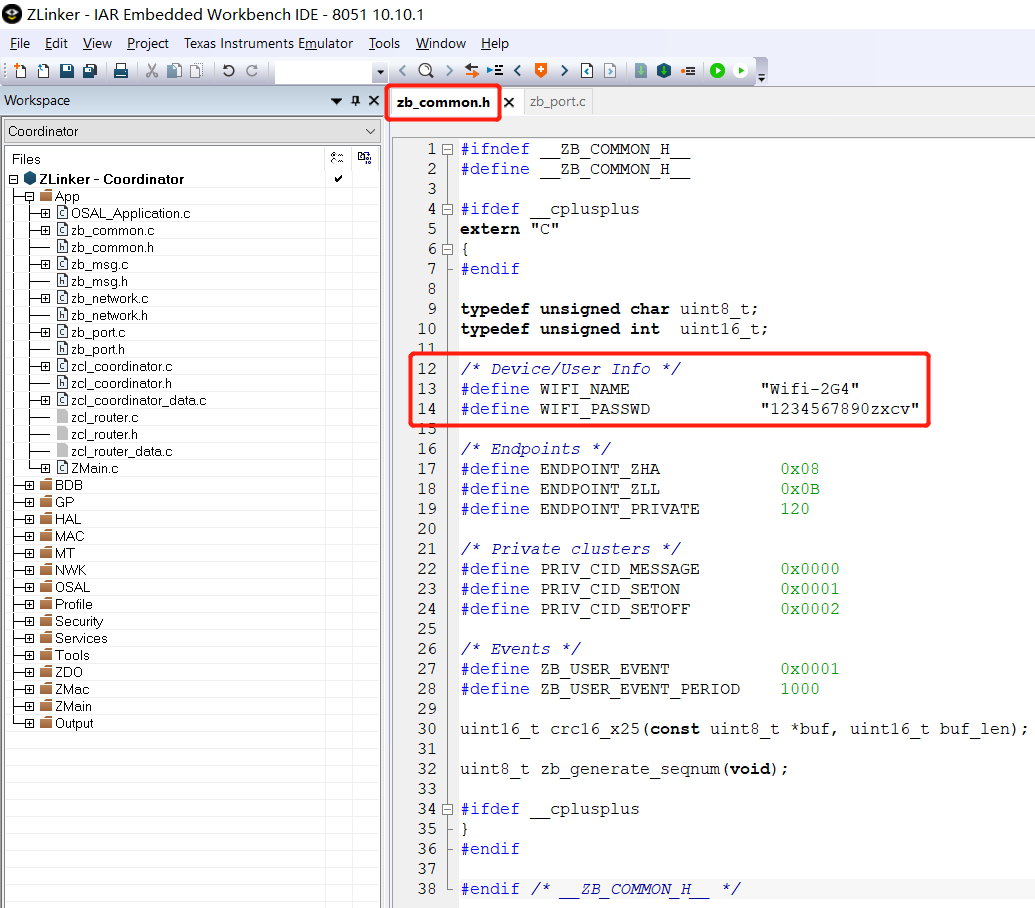 ZLinker - IAR Embedded Workbench IDE - 8051 10.10.1
File Edit View Project Texas Instruments Emulator Tools Window Help
Workspace
Coordinator
Files
ZLinker - Coordinator
App
OSAL_Application.c
zb_common.c
zb_common.h
zb_msg.c
zb_msg.h
zb_network.c
zb_network.h
zb_port.c
zb_port.h
zcl_coordinator.c
zcl_coordinator.h
zcl_coordinator_data.c
zcl_router.c
zcl_router.h
zcl_router_data.c
ZMain.c
BDB
GP
HAL
MAC
MT
NWK
OSAL
Profile
Security
Services
Tools
ZDO
ZMac
ZMain
Output
zb_common.h zb_port.c
1 #ifndef __ZB_COMMON_H__
2 #define __ZB_COMMON_H__
3
4 #ifdef __cplusplus
5 extern "C"
6 {
7 #endif
8
9 typedef unsigned char uint8_t;
10 typedef unsigned int uint16_t;
11
12 /* Device/User Info */
13 #define WIFI_NAME "Wifi-2G4"
14 #define WIFI_PASSWD "1234567890zxcv"
15
16 /* Endpoints */
17 #define ENDPOINT_ZHA 0x08
18 #define ENDPOINT_ZLL 0x0B
19 #define ENDPOINT_PRIVATE 120
20
21 /* Private clusters */
22 #define PRIV_CID_MESSAGE 0x0000
23 #define PRIV_CID_SETON 0x0001
24 #define PRIV_CID_SETOFF 0x0002
25
26 /* Events */
27 #define ZB_USER_EVENT 0x0001
28 #define ZB_USER_EVENT_PERIOD 1000
29
30 uint16_t crc16_x25(const uint8_t *buf, uint16_t buf_len);
31
32 uint8_t zb_generate_seqnum(void);
33
34 #ifdef __cplusplus
35 }
36 #endif
37
38 #endif /* __ZB_COMMON_H__ */